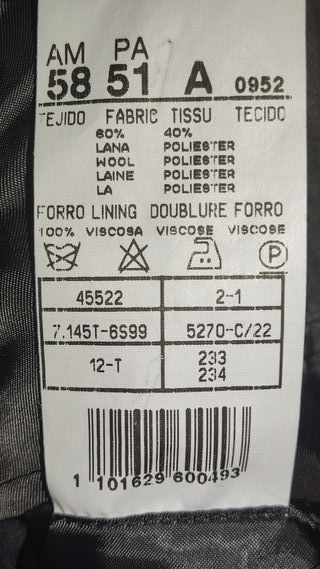 AM PA
58 51 A 0952
TEJIDO FABRIC TISSU TECIDO
60% 40%
LANA POLIESTER
WOOL POLIESTER
LAINE POLIESTER
LA POLIESTER
FORRO LINING DOUBLURE FORRO
100% VISCOSA VISCOSE VISCOSE
P
45522 2-1
7.145T-6S99 5270-C/22
12-T 233
234
1 101629 600493